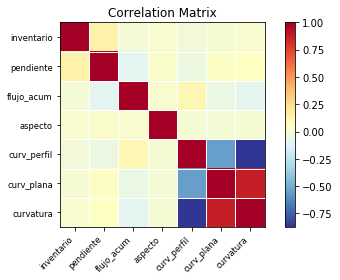 Correlation Matrix
inventario
pendiente
flujo_acum
aspecto
curv_perfil
curv_plana
curvatura
inventario
pendiente
flujo_acum
aspecto
curv_perfil
curv_plana
curvatura
1.00
0.75
0.50
0.25
0.00
−0.25
−0.50
−0.75